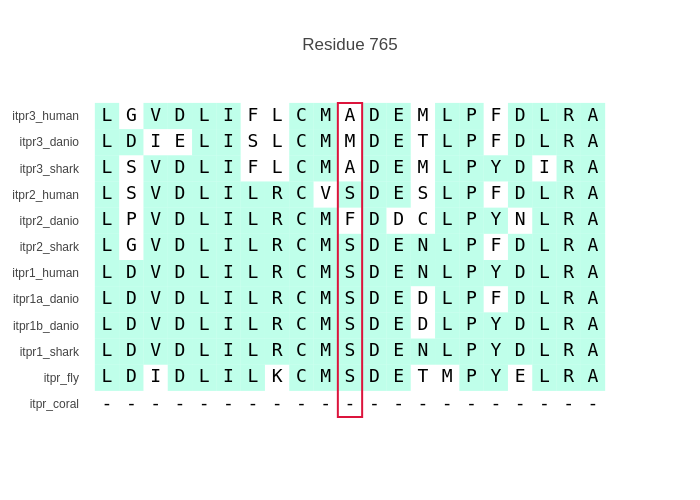 Residue 765
itpr3_human L G V D L I F L C M A D E M L P F D L R A
itpr3_danio L D I E L I S L C M M D E T L P F D L R A
itpr3_shark L S V D L I F L C M A D E M L P Y D I R A
itpr2_human L S V D L I L R C V S D E S L P F D L R A
itpr2_danio L P V D L I L R C M F D D C L P Y N L R A
itpr2_shark L G V D L I L R C M S D E N L P F D L R A
itpr1_human L D V D L I L R C M S D E N L P Y D L R A
itpr1a_danio L D V D L I L R C M S D E D L P F D L R A
itpr1b_danio L D V D L I L R C M S D E D L P Y D L R A
itpr1_shark L D V D L I L R C M S D E N L P Y D L R A
itpr_fly L D I D L I L K C M S D E T M P Y E L R A
itpr_coral - - - - - - - - - - - - - - - - - - - - -